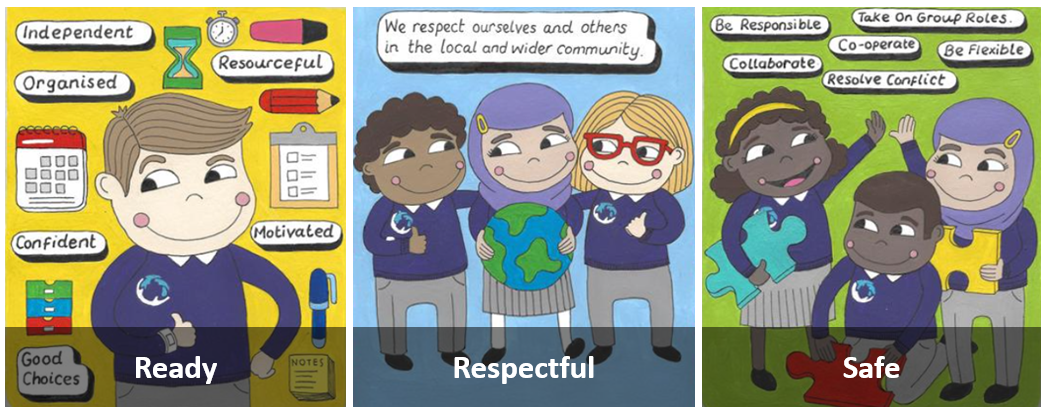 Independent
Resourceful
Organised
Confident
Motivated
Good
Choices
NOTES
Ready
We respect ourselves and others
in the local and wider community.
Respectful
Be Responsible
Take On Group Roles.
Co-operate
Be Flexible
Collaborate
Resolve Conflict
Safe